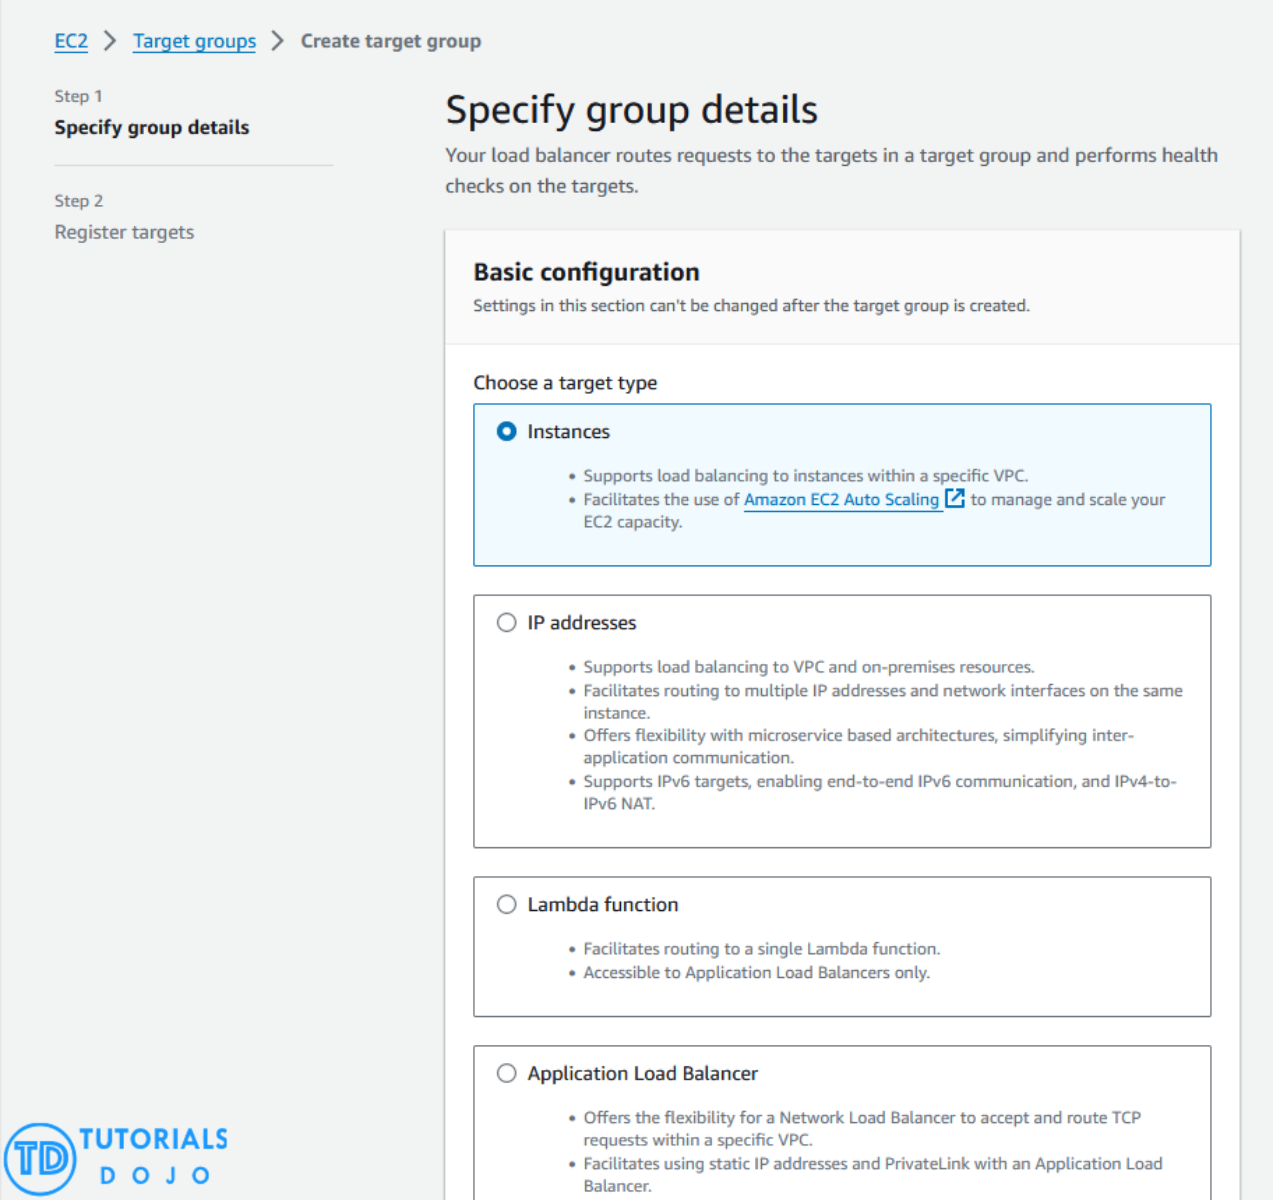 EC2 > Target groups > Create target group
Step 1
Specify group details
Step 2
Register targets
Specify group details
Your load balancer routes requests to the targets in a target group and performs health
checks on the targets.
Basic configuration
Settings in this section can't be changed after the target group is created.
Choose a target type
Instances
• Supports load balancing to instances within a specific VPC.
• Facilitates the use of Amazon EC2 Auto Scaling to manage and scale your
EC2 capacity.
IP addresses
• Supports load balancing to VPC and on-premises resources.
• Facilitates routing to multiple IP addresses and network interfaces on the same
instance.
• Offers flexibility with microservice based architectures, simplifying inter-
application communication.
• Supports IPv6 targets, enabling end-to-end IPv6 communication, and IPv4-to-
IPv6 NAT.
Lambda function
• Facilitates routing to a single Lambda function.
• Accessible to Application Load Balancers only.
Application Load Balancer
• Offers the flexibility for a Network Load Balancer to accept and route TCP
requests within a specific VPC.
• Facilitates using static IP addresses and PrivateLink with an Application Load
Balancer.
TD TUTORIALS
DOJO